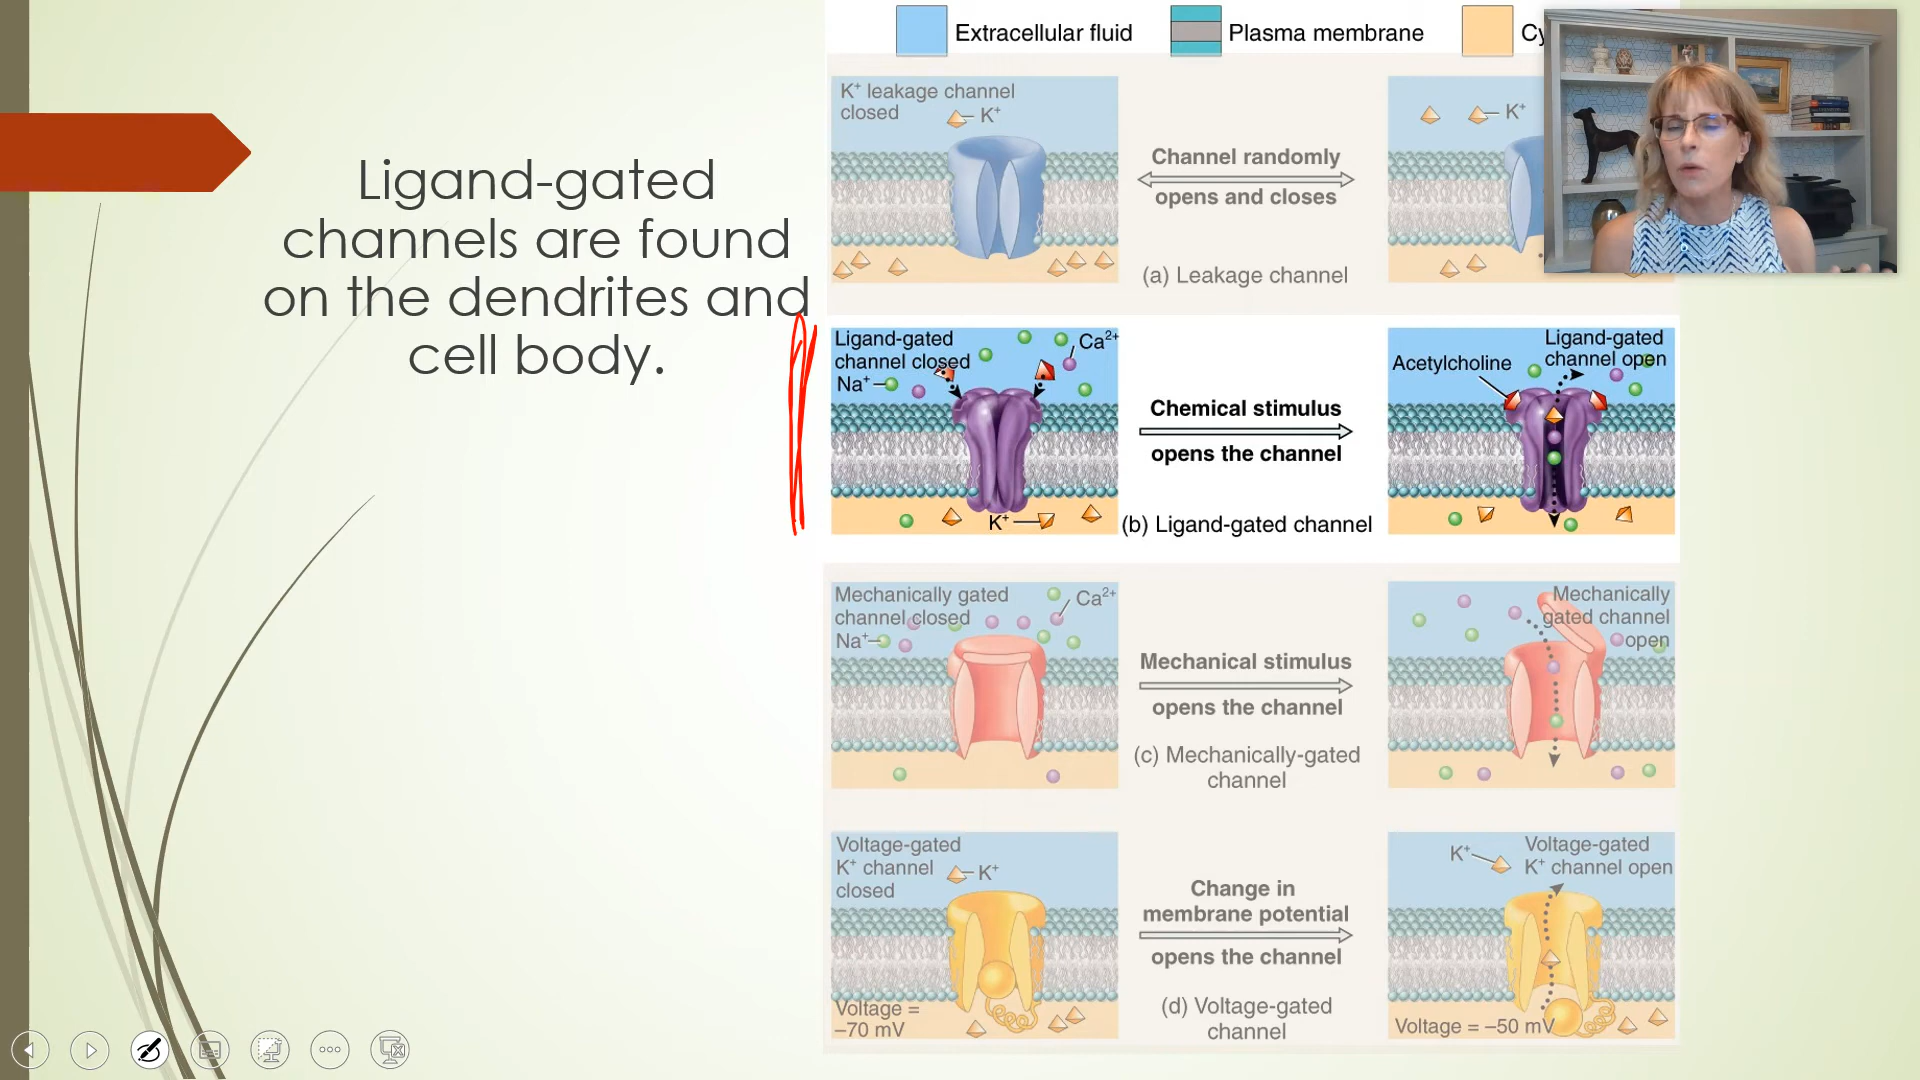 Ligand-gated
channels are found
on the dendrites and
cell body.
Extracellular fluid
Plasma membrane
Cy
K⁺ leakage channel
closed
K⁺
Channel randomly
opens and closes
K⁺
(a) Leakage channel
Ligand-gated
channel closed
Na⁺
Ca²⁺
K⁺
Chemical stimulus
opens the channel
(b) Ligand-gated channel
Acetylcholine
Ligand-gated
channel open
Mechanically gated
channel closed
Na⁺
Ca²⁺
Mechanical stimulus
opens the channel
(c) Mechanically-gated
channel
Mechanically
gated channel
open
Voltage-gated
K⁺ channel
closed
K⁺
Voltage =
–70 mV
Change in
membrane potential
opens the channel
(d) Voltage-gated
channel
K⁺
Voltage-gated
K⁺ channel open
Voltage = –50 mV